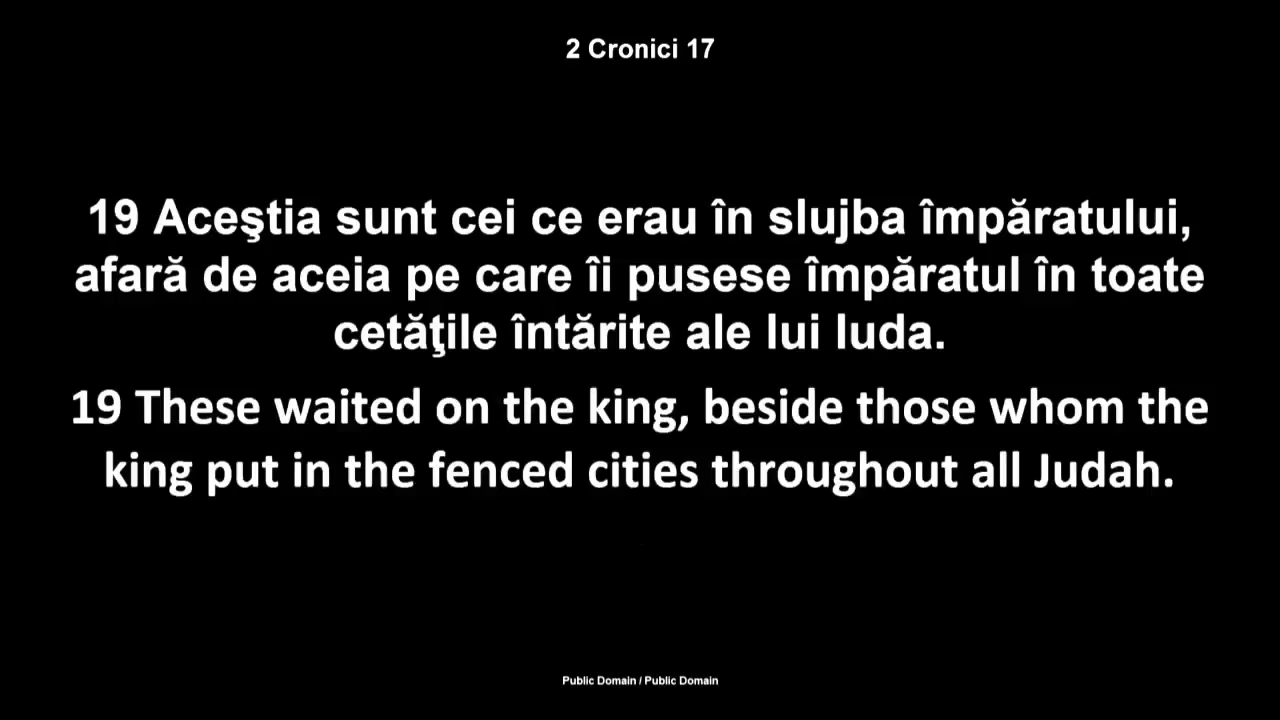 2 Cronici 17
19 Aceştia sunt cei ce erau în slujba împăratului,
afară de aceia pe care îi pusese împăratul în toate
cetăţile întărite ale lui Iuda.
19 These waited on the king, beside those whom the
king put in the fenced cities throughout all Judah.
Public Domain / Public Domain